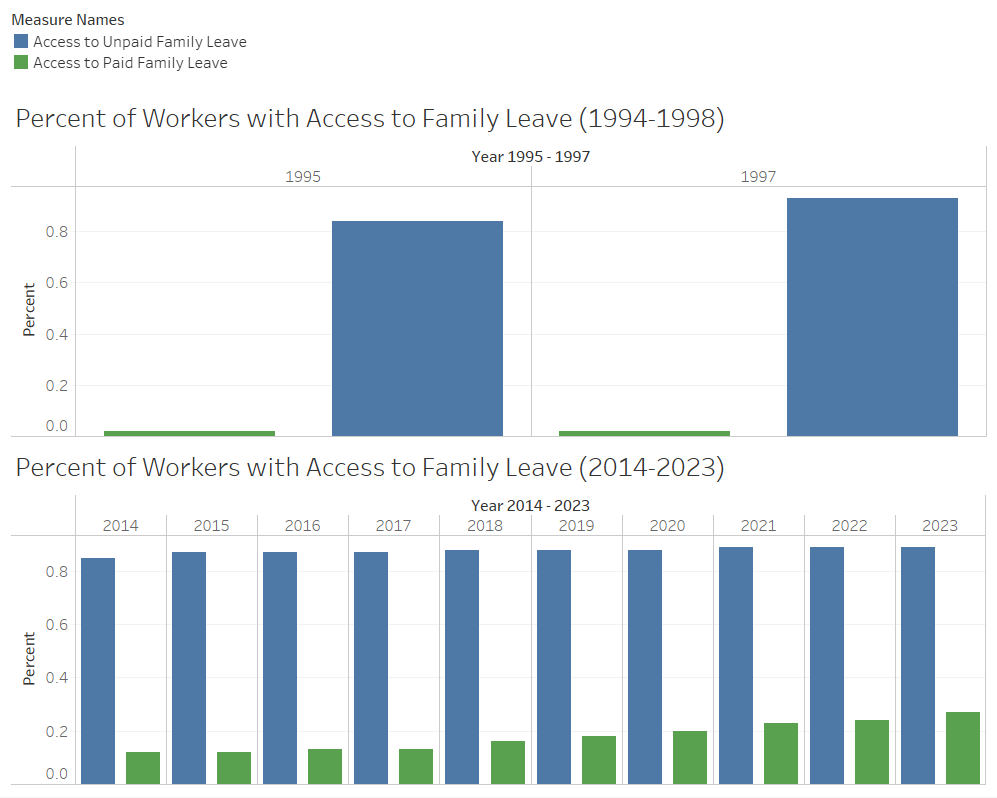 Measure Names
Access to Unpaid Family Leave
Access to Paid Family Leave
Percent of Workers with Access to Family Leave (1994-1998)
Year 1995 - 1997
1995 1997
0.8
0.6
0.4
0.2
0.0
Percent
Percent of Workers with Access to Family Leave (2014-2023)
Year 2014 - 2023
2014 2015 2016 2017 2018 2019 2020 2021 2022 2023
0.8
0.6
0.4
0.2
0.0
Percent